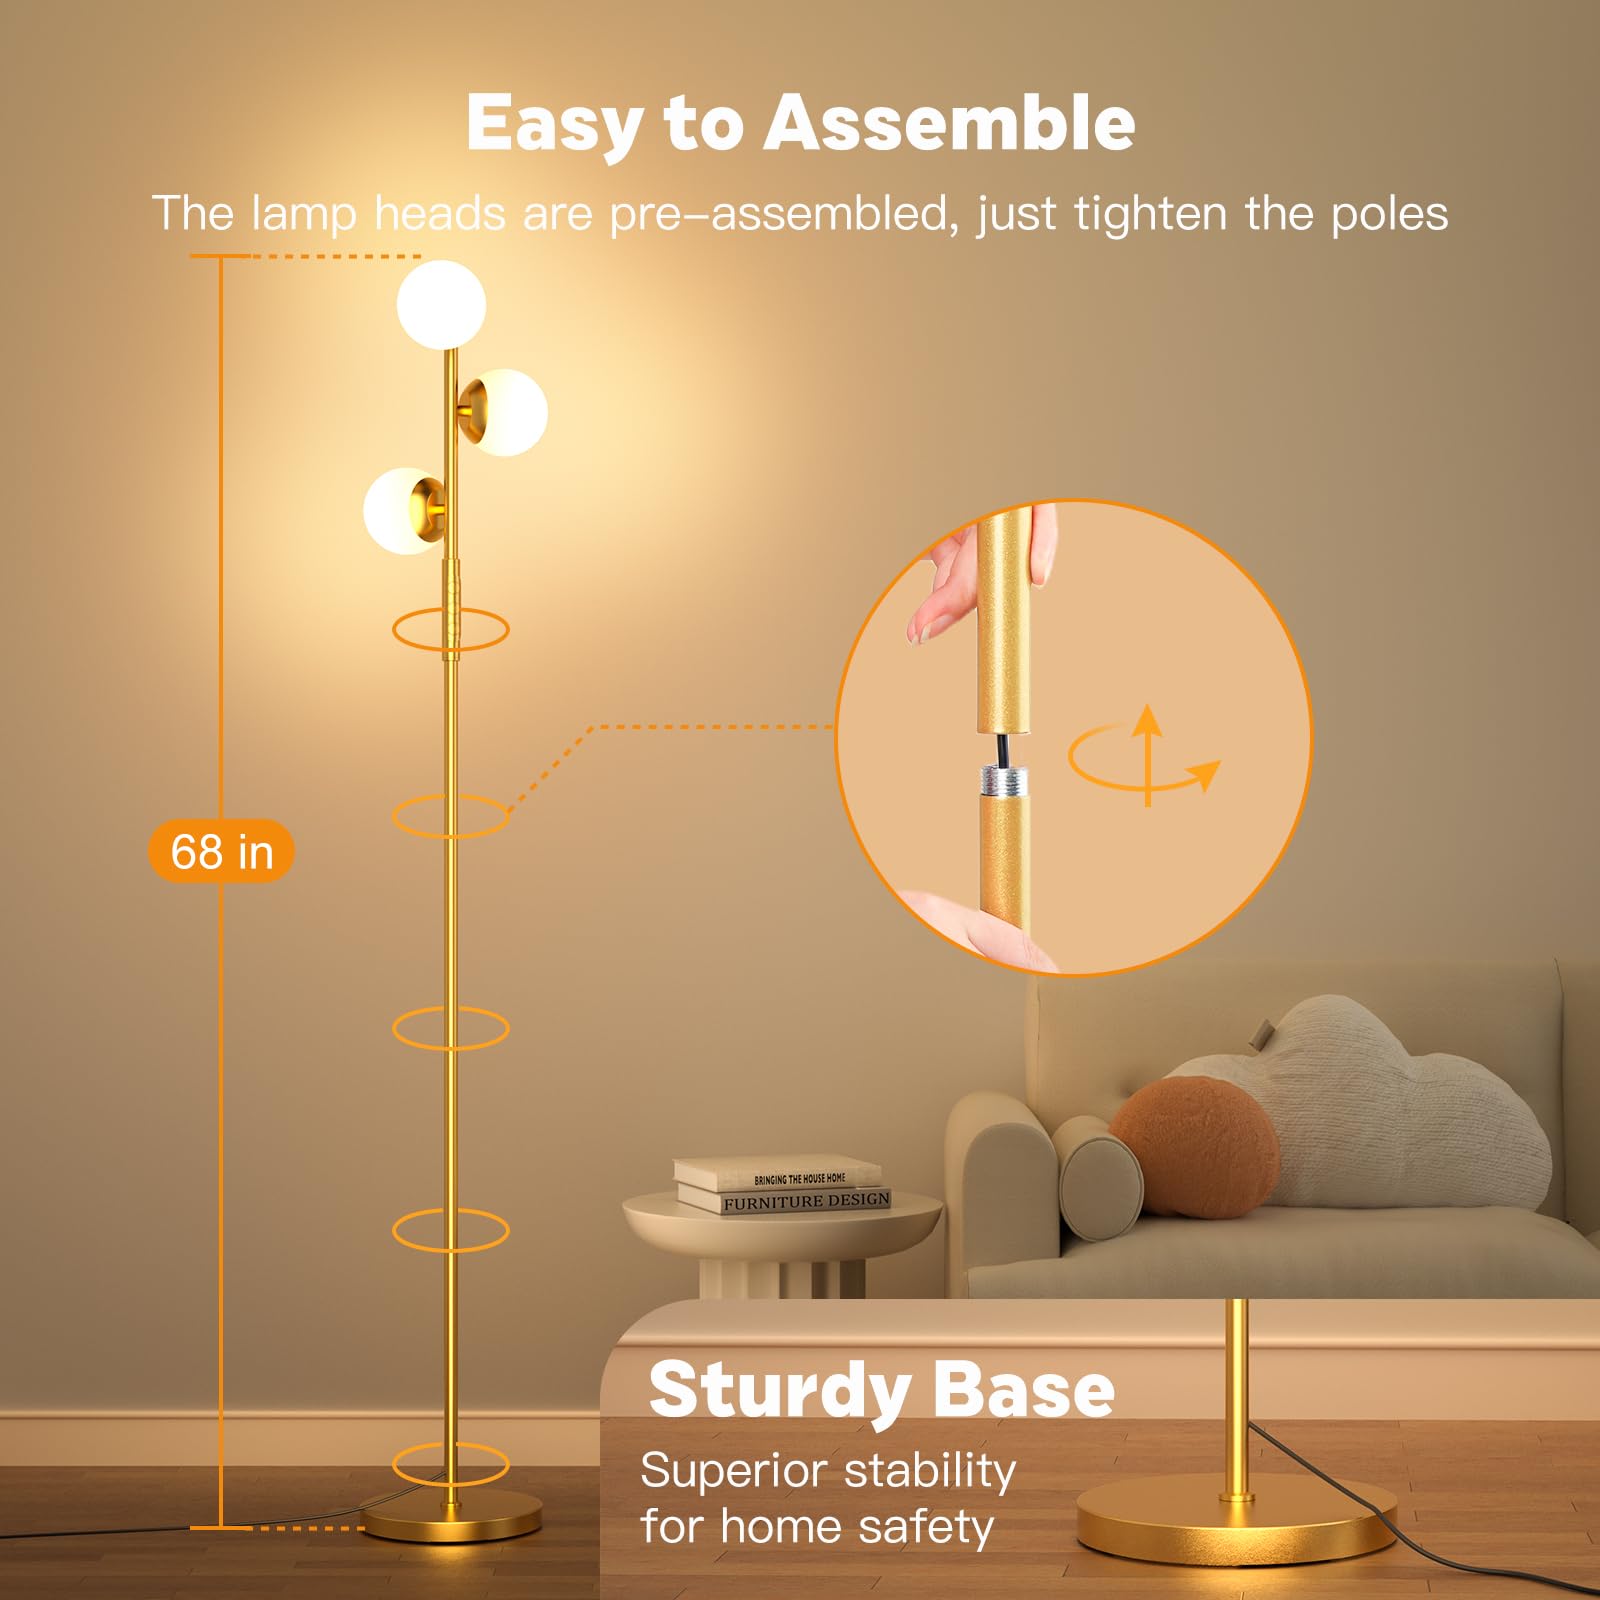 Easy to Assemble
The lamp heads are pre-assembled, just tighten the poles
68 in
BRINGING THE HOUSE HOME
FURNITURE DESIGN
Sturdy Base
Superior stability
for home safety